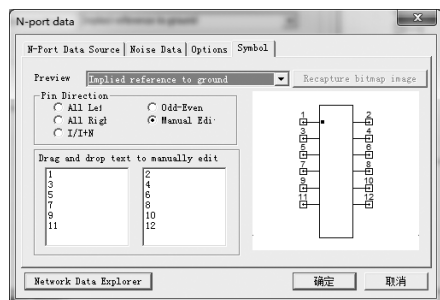 N-port data
N-Port Data Source Noise Data Options Symbol
Preview Implied reference to ground Recapture bitmap image
Pin Direction
All Lei Odd-Even
All Rigł Manual Edi
I/I+N
Drag and drop text to manually edit
1 2
3 4
5 6
7 8
9 10
11 12
1 2
3 4
5 6
7 8
9 10
11 12
Network Data Explorer 确定 取消